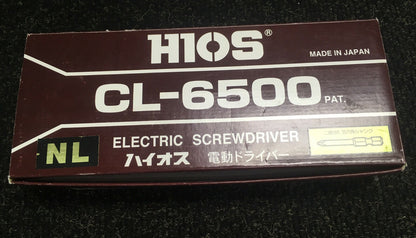 HIOS®
MADE IN JAPAN
CL-6500 PAT.
NL
ELECTRIC SCREWDRIVER
ハイオス 電動ドライバー